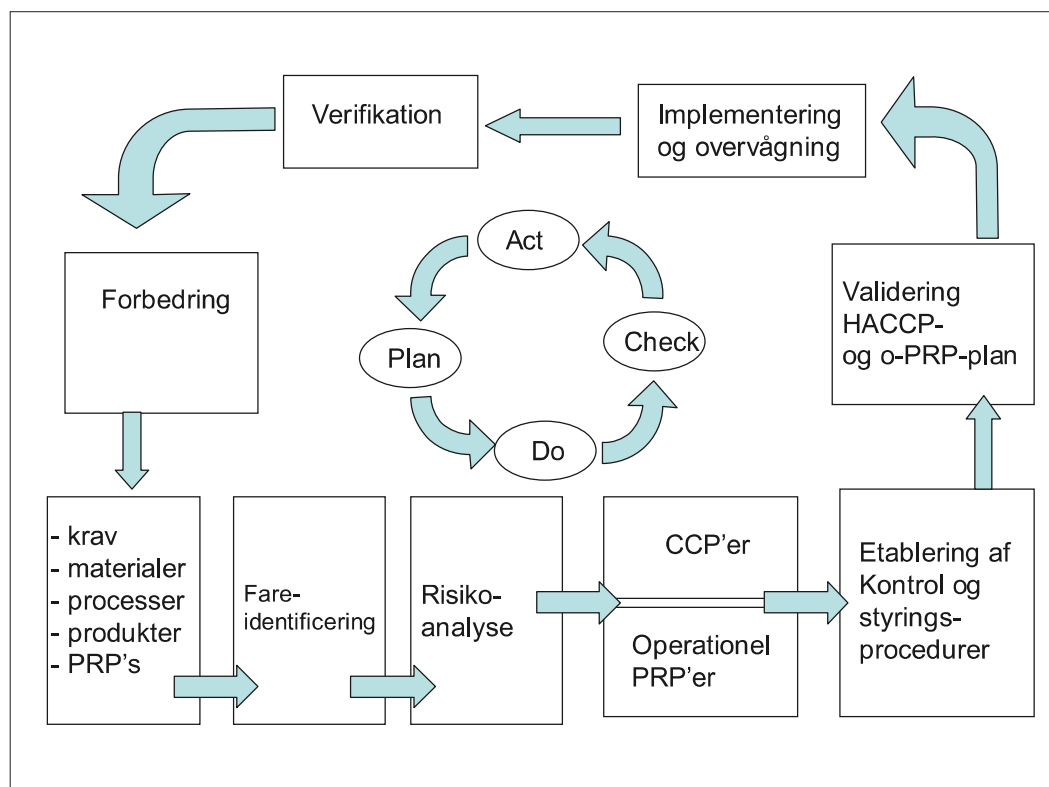 Verifikation
Implementering
og overvågning
Act
Forbedring
Plan
Check
Validering
HACCP-
og o-PRP-plan
Do
- krav
- materialer
- processer
- produkter
- PRP's
Fare-
identificering
Risiko-
analyse
CCP'er
Operationel
PRP'er
Etablering af
Kontrol og
styrings-
procedurer